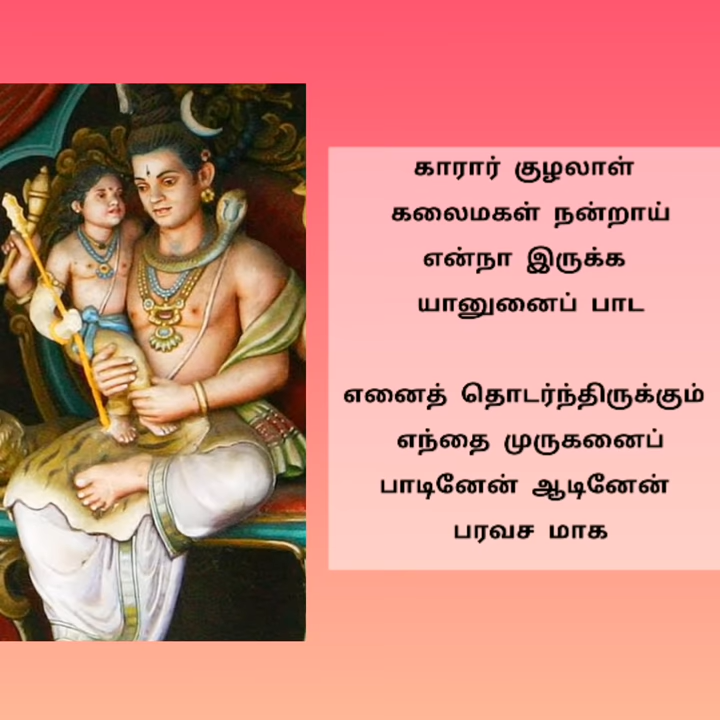 காரார் குழலாள்
கலைமகள் நன்றாய்
என்நா இருக்க
யானுனைப் பாட
எனைத் தொடர்ந்திருக்கும்
எந்தை முருகனைப்
பாடினேன் ஆடினேன்
பரவச மாக